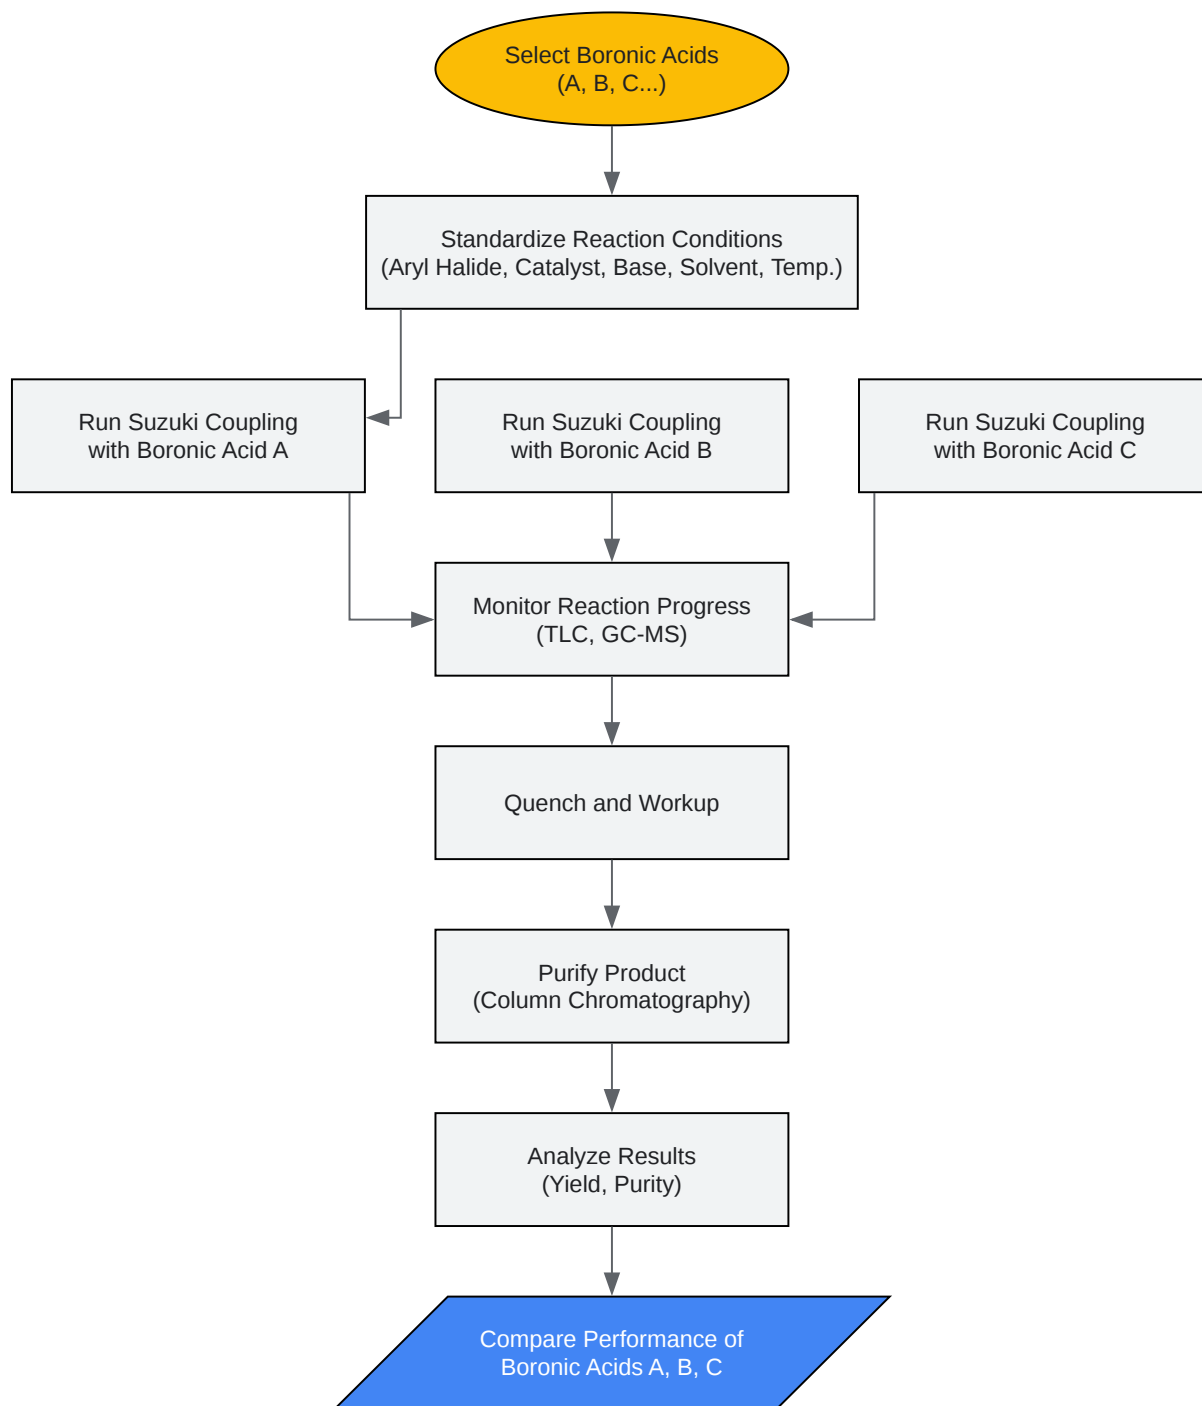 Select Boronic Acids
(A, B, C...)
Standardize Reaction Conditions
(Aryl Halide, Catalyst, Base, Solvent, Temp.)
Run Suzuki Coupling
with Boronic Acid A
Run Suzuki Coupling
with Boronic Acid B
Run Suzuki Coupling
with Boronic Acid C
Monitor Reaction Progress
(TLC, GC-MS)
Quench and Workup
Purify Product
(Column Chromatography)
Analyze Results
(Yield, Purity)
Compare Performance of
Boronic Acids A, B, C